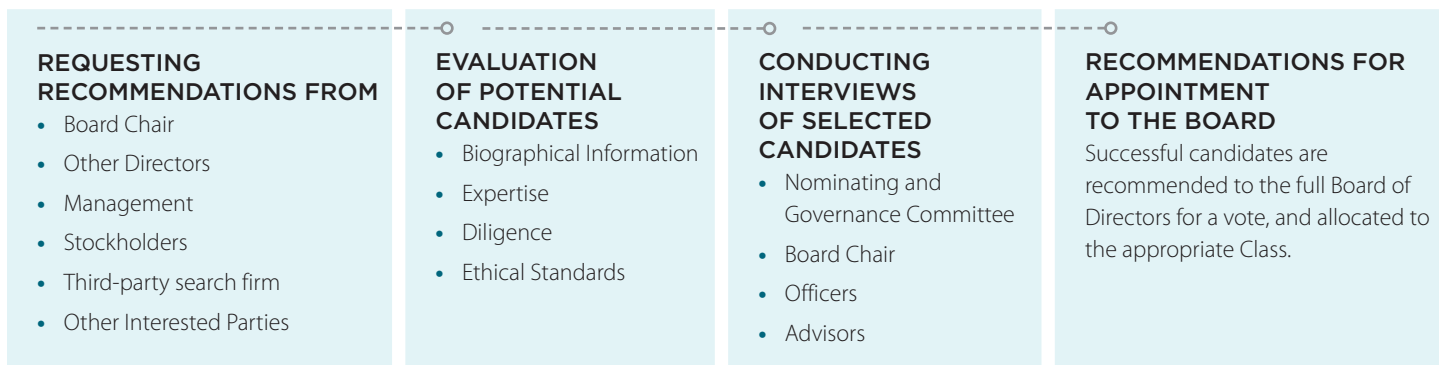 REQUESTING
RECOMMENDATIONS FROM
• Board Chair
• Other Directors
• Management
• Stockholders
• Third-party search firm
• Other Interested Parties
EVALUATION
OF POTENTIAL
CANDIDATES
• Biographical Information
• Expertise
• Diligence
• Ethical Standards
CONDUCTING
INTERVIEWS
OF SELECTED
CANDIDATES
• Nominating and
Governance Committee
• Board Chair
• Officers
• Advisors
RECOMMENDATIONS FOR
APPOINTMENT
TO THE BOARD
Successful candidates are
recommended to the full Board of
Directors for a vote, and allocated to
the appropriate Class.